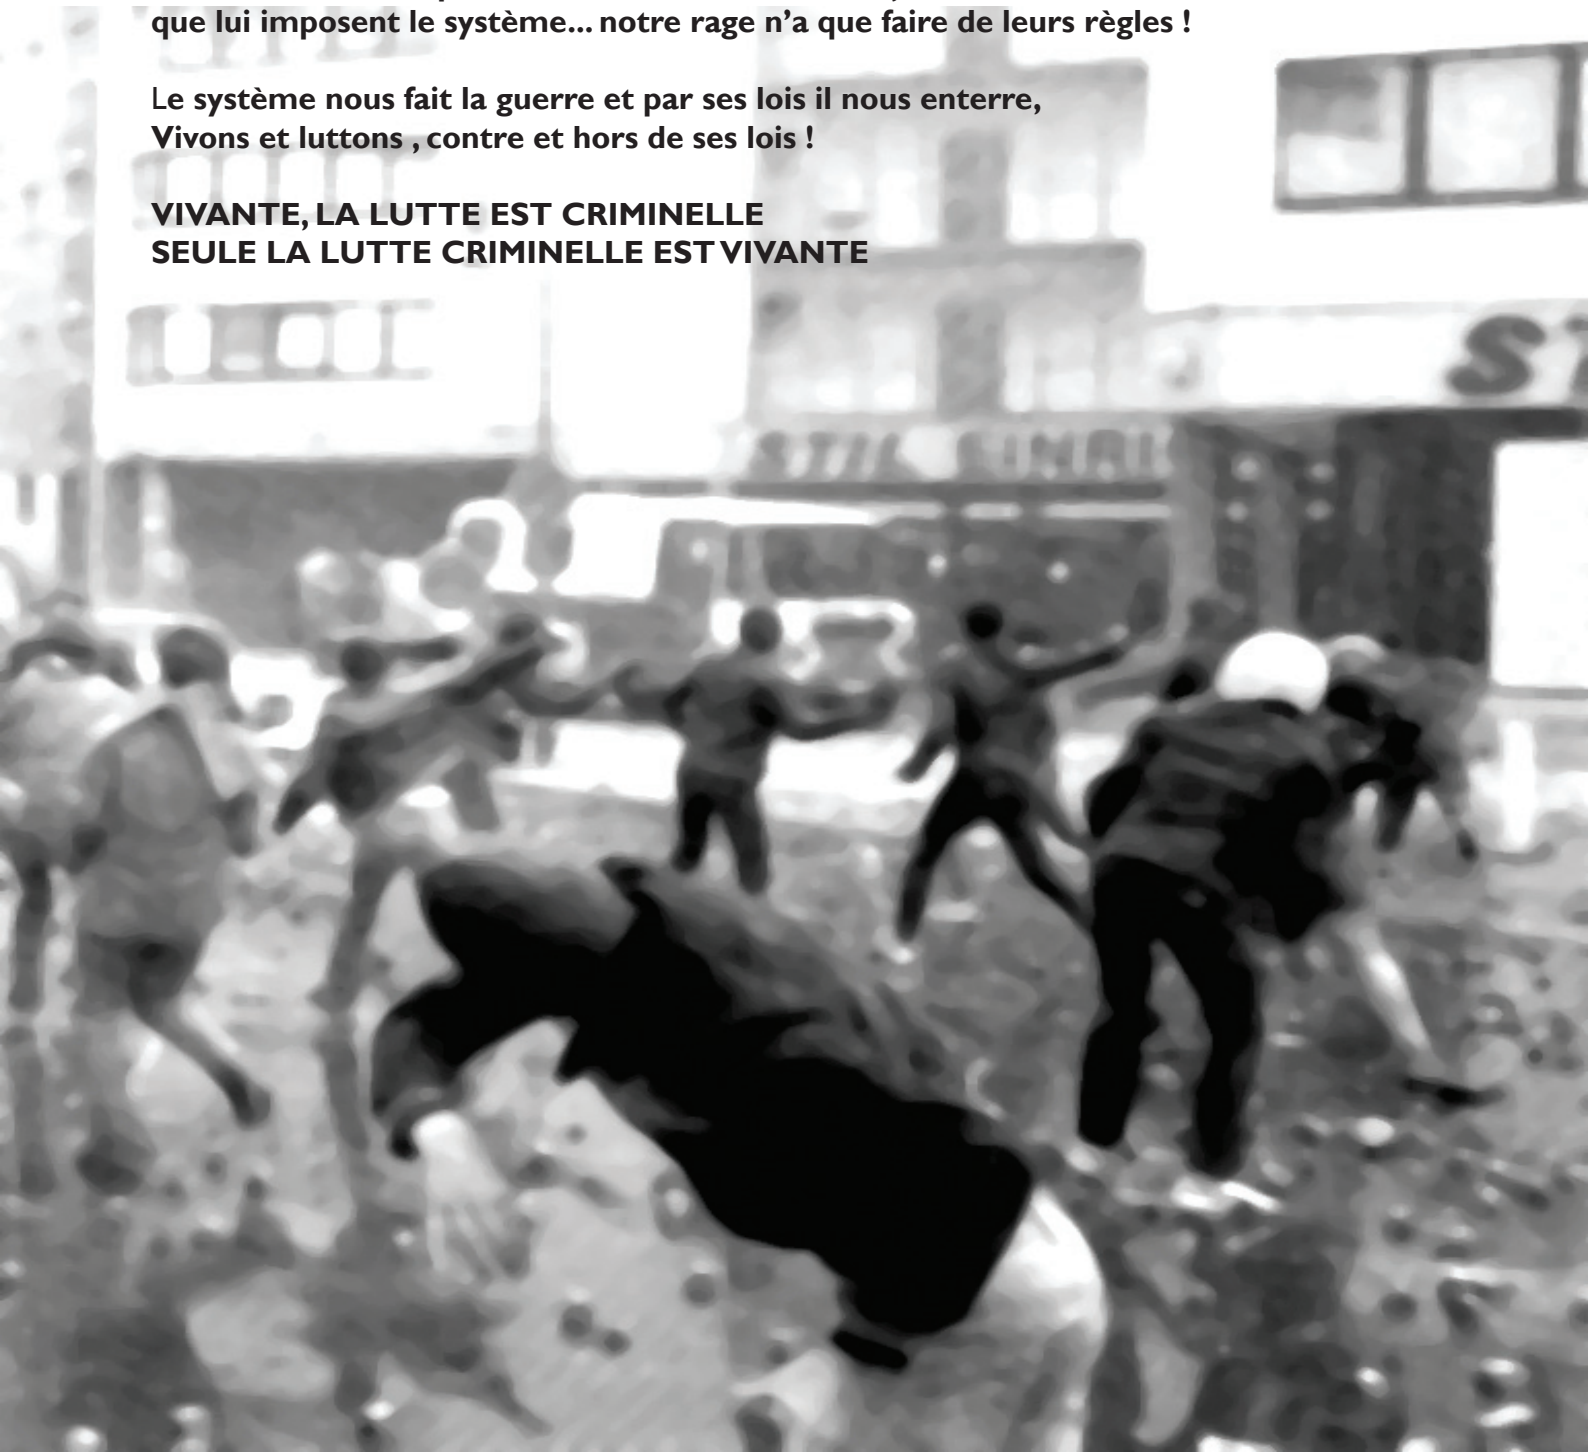 que lui imposent le système... notre rage n’a que faire de leurs règles !
Le système nous fait la guerre et par ses lois il nous enterre,
Vivons et luttons , contre et hors de ses lois !
VIVANTE, LA LUTTE EST CRIMINELLE
SEULE LA LUTTE CRIMINELLE EST VIVANTE